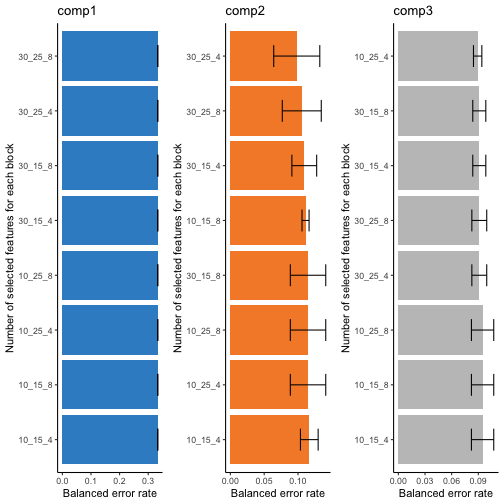 comp1
Number of selected features for each block
30_25_8
30_25_4
30_15_8
30_15_4
10_25_8
10_25_4
10_15_8
10_15_4
0.0 0.1 0.2 0.3
Balanced error rate
comp2
Number of selected features for each block
30_25_4
30_25_8
30_15_4
10_15_8
30_15_8
10_25_8
10_25_4
10_15_4
0.00 0.05 0.10
Balanced error rate
comp3
Number of selected features for each block
10_25_4
30_15_8
30_15_4
30_25_8
30_25_4
10_25_8
10_15_8
10_15_4
0.00 0.03 0.06 0.09
Balanced error rate